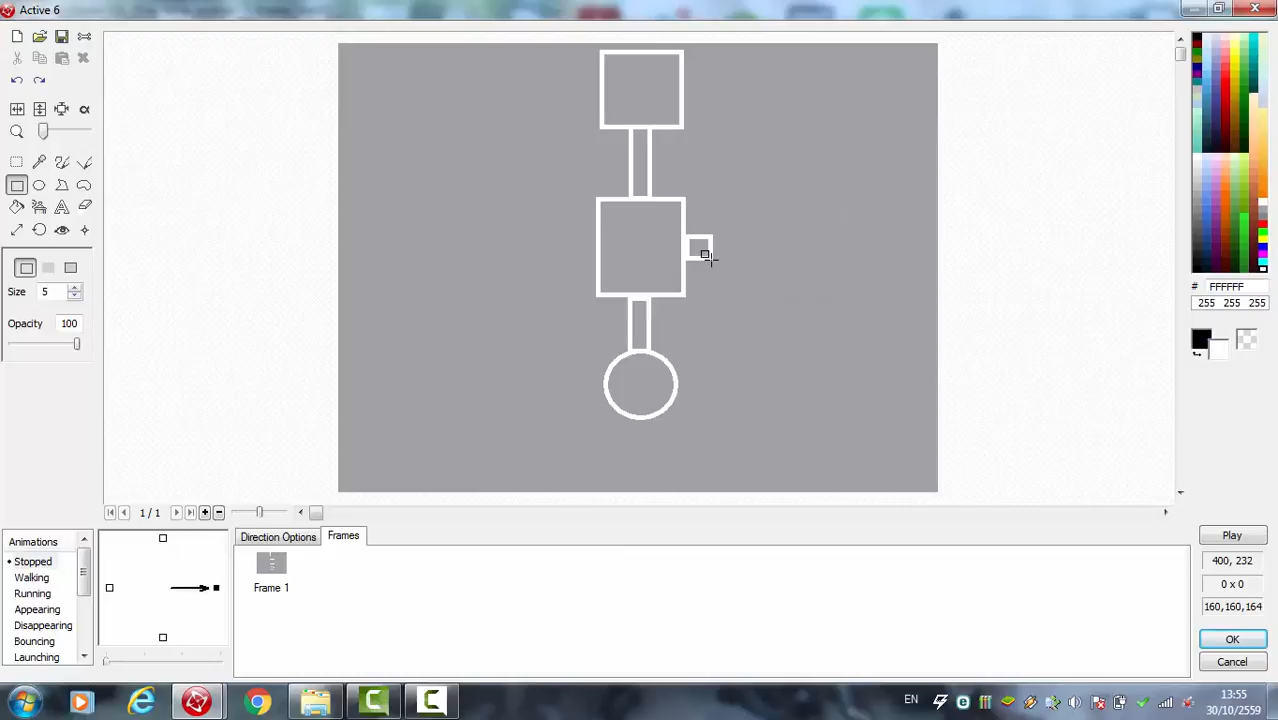 Active 6
α
Size 5
Opacity 100
# FFFFFF
255 255 255
1 / 1
Animations
Stopped
Walking
Running
Appearing
Disappearing
Bouncing
Launching
Direction Options
Frames
Frame 1
Play
400, 232
0 x 0
160,160,164
OK
Cancel
EN
13:55
30/10/2559